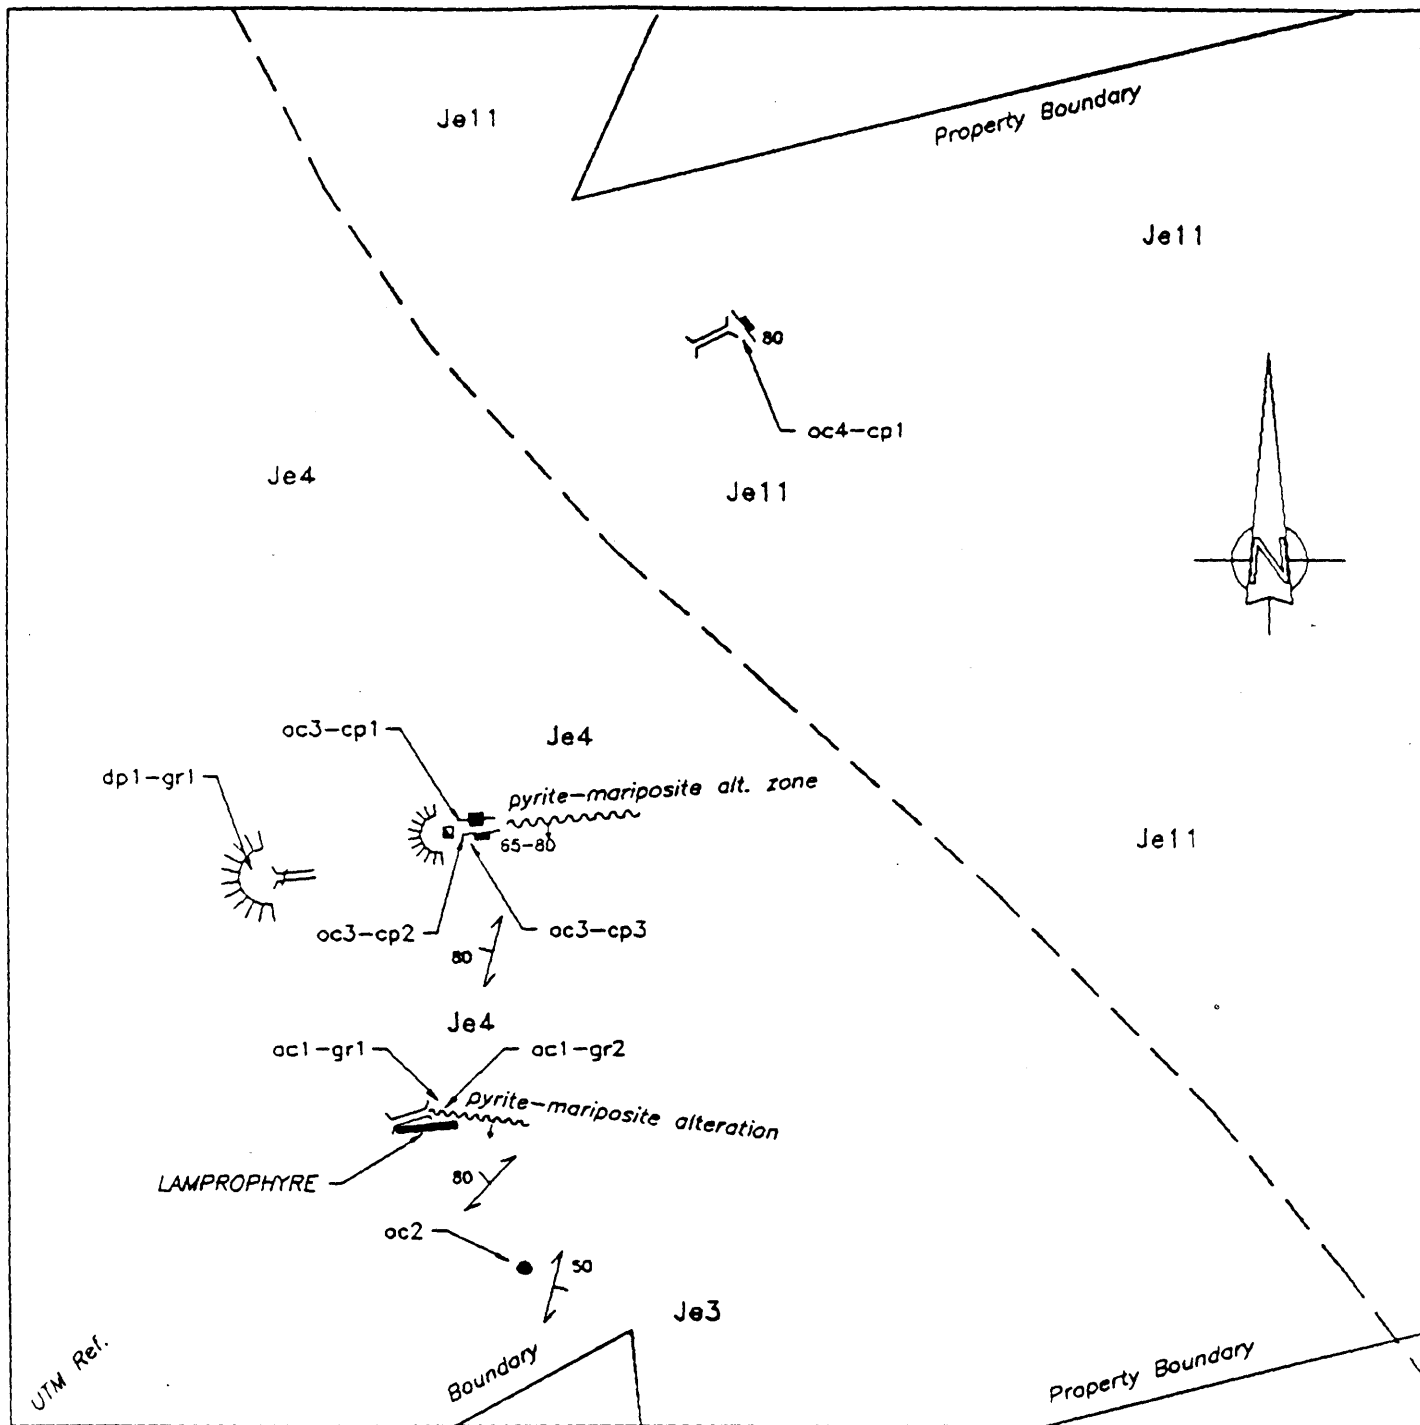 Je11
Property Boundary
Je11
80
oc4-cp1
Je4
Je11
N
oc3-cp1
Je4
dp1-gr1
pyrite-mariposite alt. zone
65-80
Je11
oc3-cp2
oc3-cp3
80
Je4
oc1-gr1
oc1-gr2
pyrite-mariposite alteration
LAMPROPHYRE
80
oc2
50
Je3
UTM Ref.
Boundary
Property Boundary